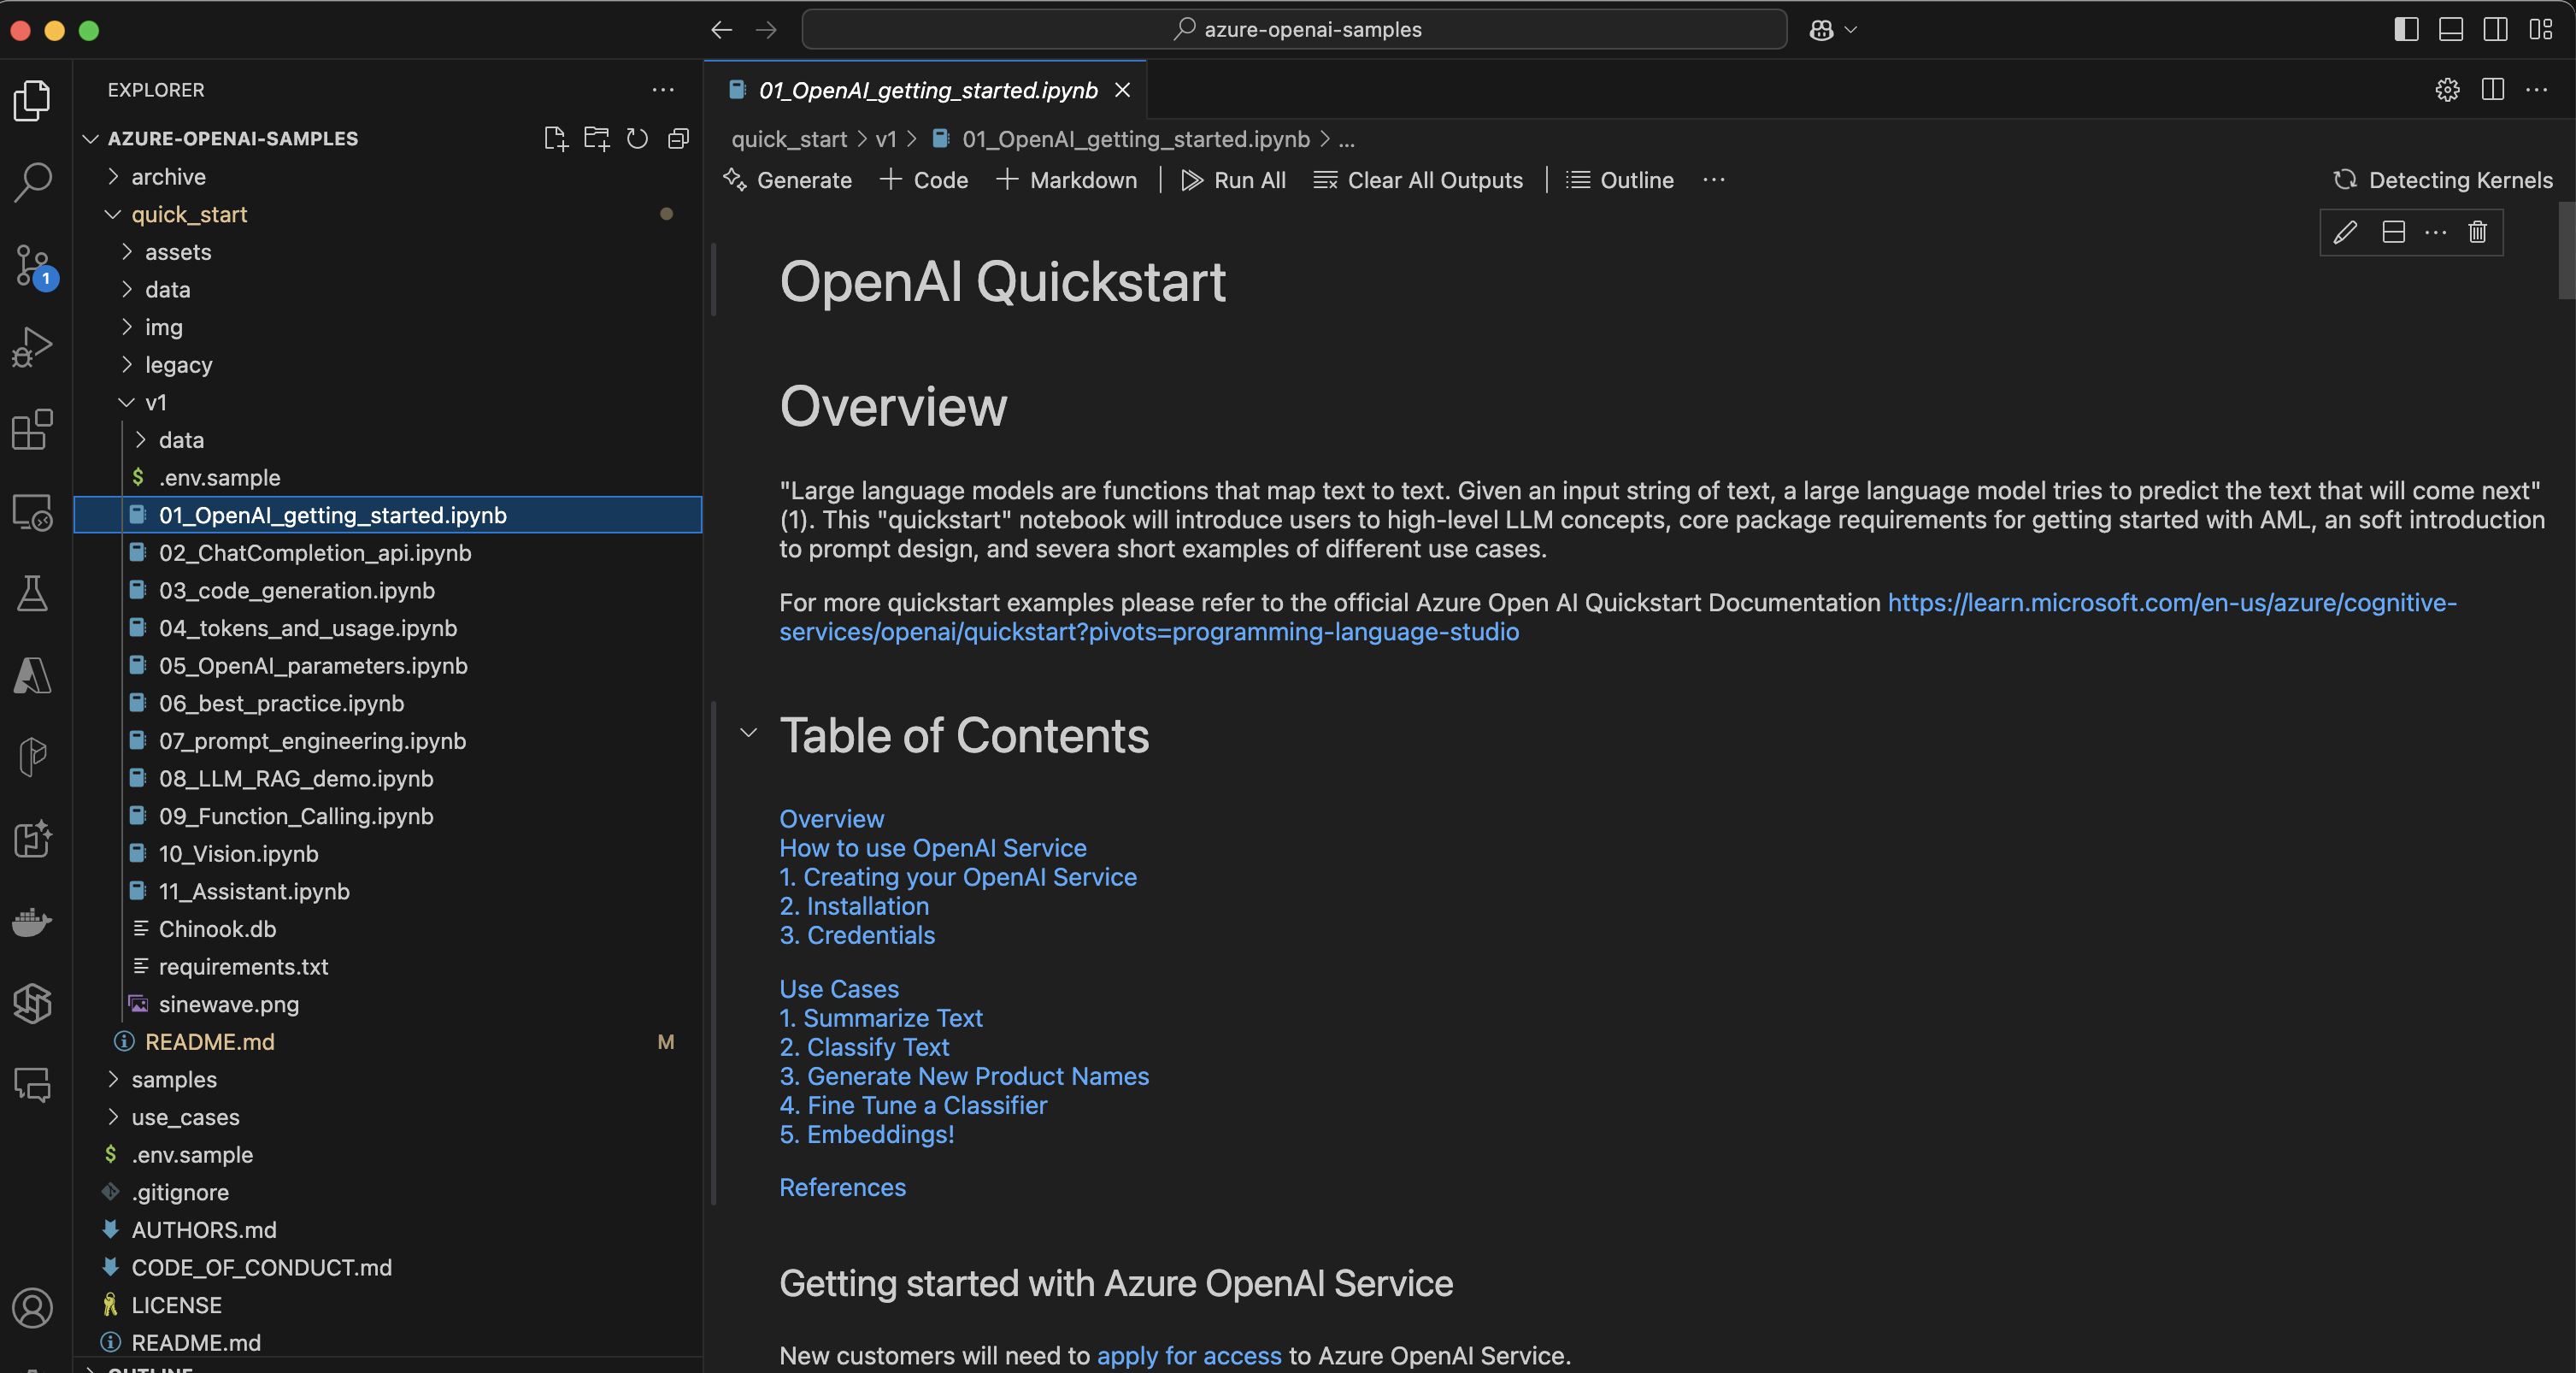 azure-openai-samples
EXPLORER
AZURE-OPENAI-SAMPLES
archive
quick_start
assets
data
img
legacy
1
v1
data
$ .env.sample
01_OpenAI_getting_started.ipynb
02_ChatCompletion_api.ipynb
03_code_generation.ipynb
04_tokens_and_usage.ipynb
05_OpenAI_parameters.ipynb
06_best_practice.ipynb
07_prompt_engineering.ipynb
08_LLM_RAG_demo.ipynb
09_Function_Calling.ipynb
10_Vision.ipynb
11_Assistant.ipynb
Chinook.db
requirements.txt
sinewave.png
README.md M
samples
use_cases
$ .env.sample
.gitignore
AUTHORS.md
CODE_OF_CONDUCT.md
LICENSE
README.md
OUTLINE
01_OpenAI_getting_started.ipynb
quick_start > v1 > 01_OpenAI_getting_started.ipynb > ...
Generate + Code + Markdown | Run All Clear All Outputs | Outline ... Detecting Kernels
OpenAI Quickstart
Overview
"Large language models are functions that map text to text. Given an input string of text, a large language model tries to predict the text that will come next"
(1). This "quickstart" notebook will introduce users to high-level LLM concepts, core package requirements for getting started with AML, an soft introduction
to prompt design, and severa short examples of different use cases.
For more quickstart examples please refer to the official Azure Open AI Quickstart Documentation https://learn.microsoft.com/en-us/azure/cognitive-
services/openai/quickstart?pivots=programming-language-studio
Table of Contents
Overview
How to use OpenAI Service
1. Creating your OpenAI Service
2. Installation
3. Credentials
Use Cases
1. Summarize Text
2. Classify Text
3. Generate New Product Names
4. Fine Tune a Classifier
5. Embeddings!
References
Getting started with Azure OpenAI Service
New customers will need to apply for access to Azure OpenAI Service.